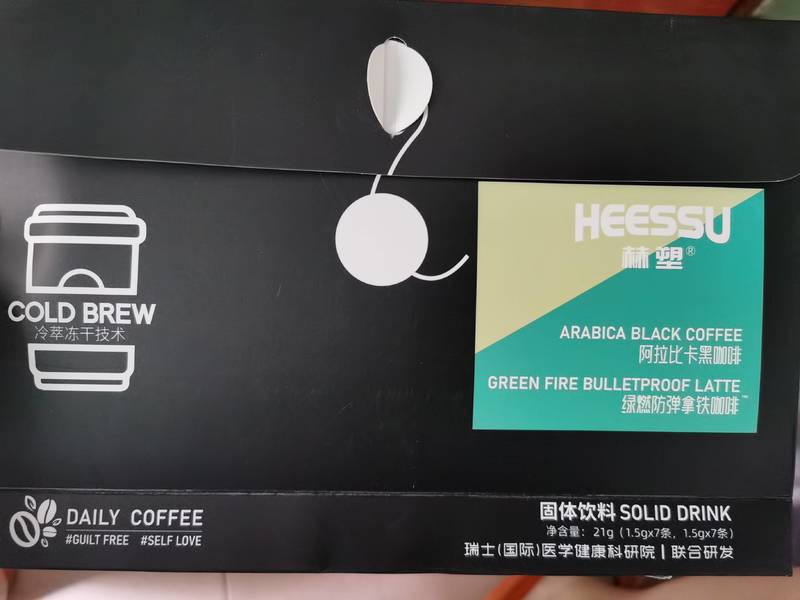 HEESSU
赫塑®
COLD BREW
冷萃冻干技术
ARABICA BLACK COFFEE
阿拉比卡黑咖啡
GREEN FIRE BULLETPROOF LATTE
绿燃防弹拿铁咖啡™
DAILY COFFEE
#GUILT FREE #SELF LOVE
固体饮料 SOLID DRINK
净含量：21g（1.5gx7条，1.5gx7条）
瑞士(国际)医学健康科研院 | 联合研发